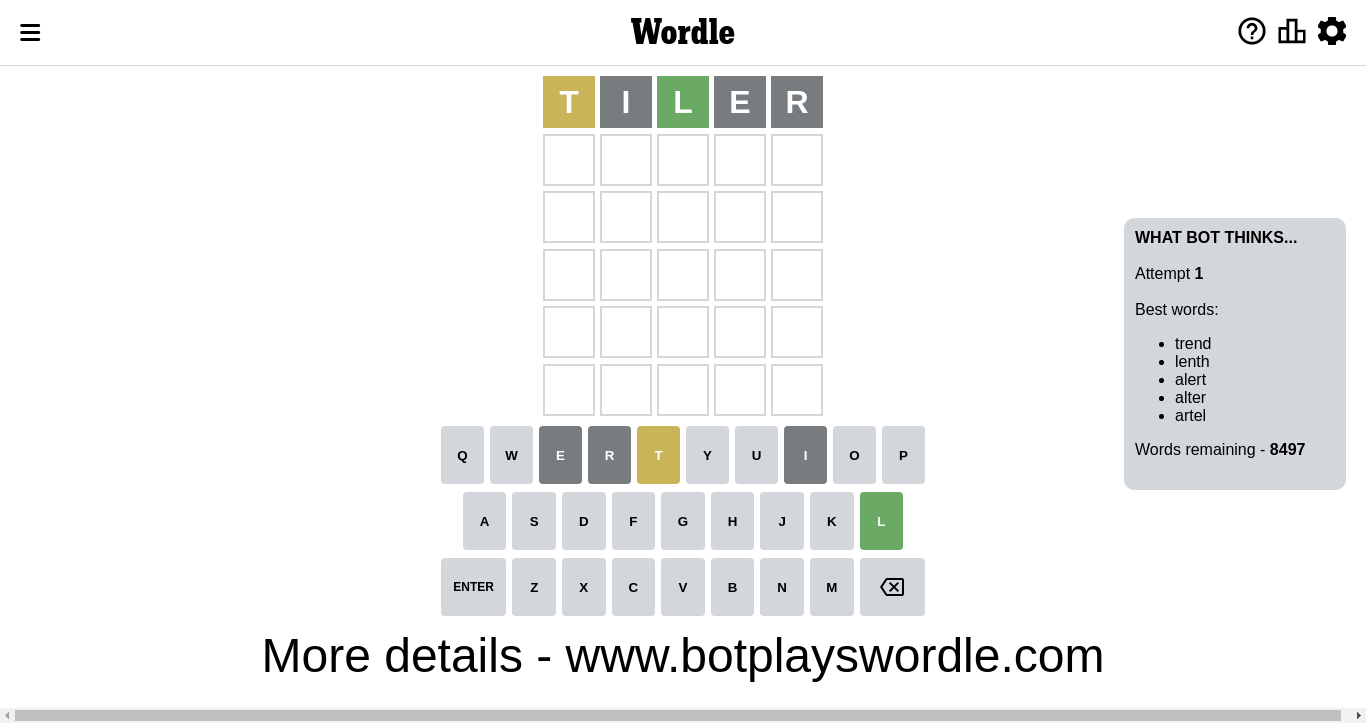 Wordle
T I L E R
WHAT BOT THINKS...
Attempt 1
Best words:
trend
lenth
alert
alter
artel
Words remaining - 8497
Q W E R T Y U I O P
A S D F G H J K L
ENTER Z X C V B N M
More details - www.botplayswordle.com